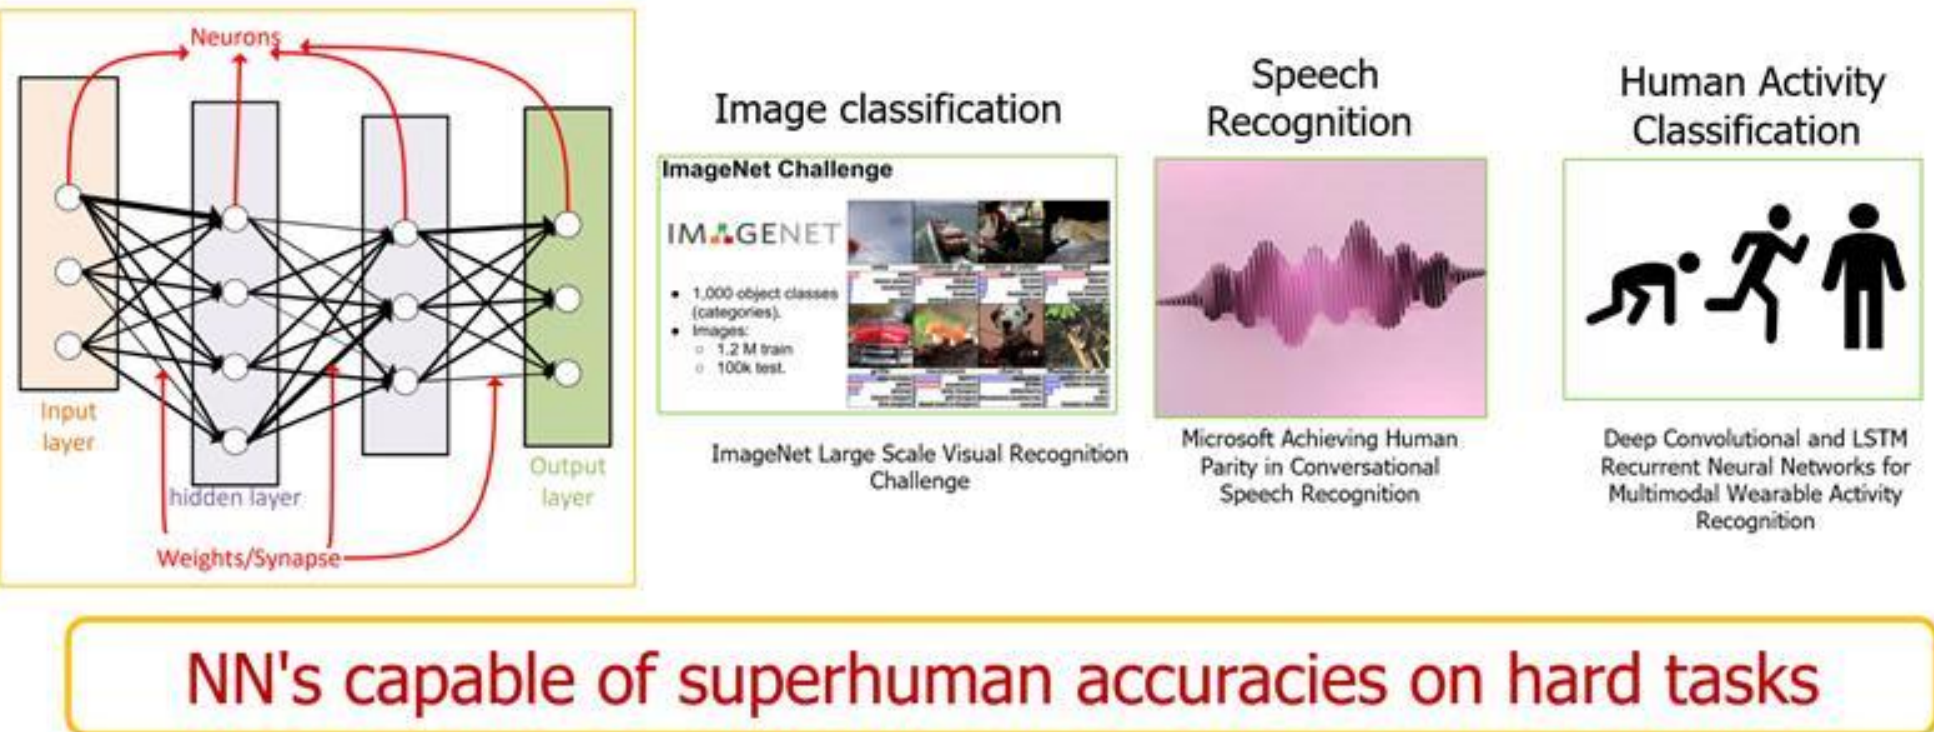 Neurons
Input
layer
hidden layer
Output
layer
Weights/Synapse
Image classification
ImageNet Challenge
IMAGENET
• 1,000 object classes
(categories).
• Images:
○ 1.2 M train
○ 100k test.
ImageNet Large Scale Visual Recognition
Challenge
Speech
Recognition
Microsoft Achieving Human
Parity in Conversational
Speech Recognition
Human Activity
Classification
Deep Convolutional and LSTM
Recurrent Neural Networks for
Multimodal Wearable Activity
Recognition
NN's capable of superhuman accuracies on hard tasks